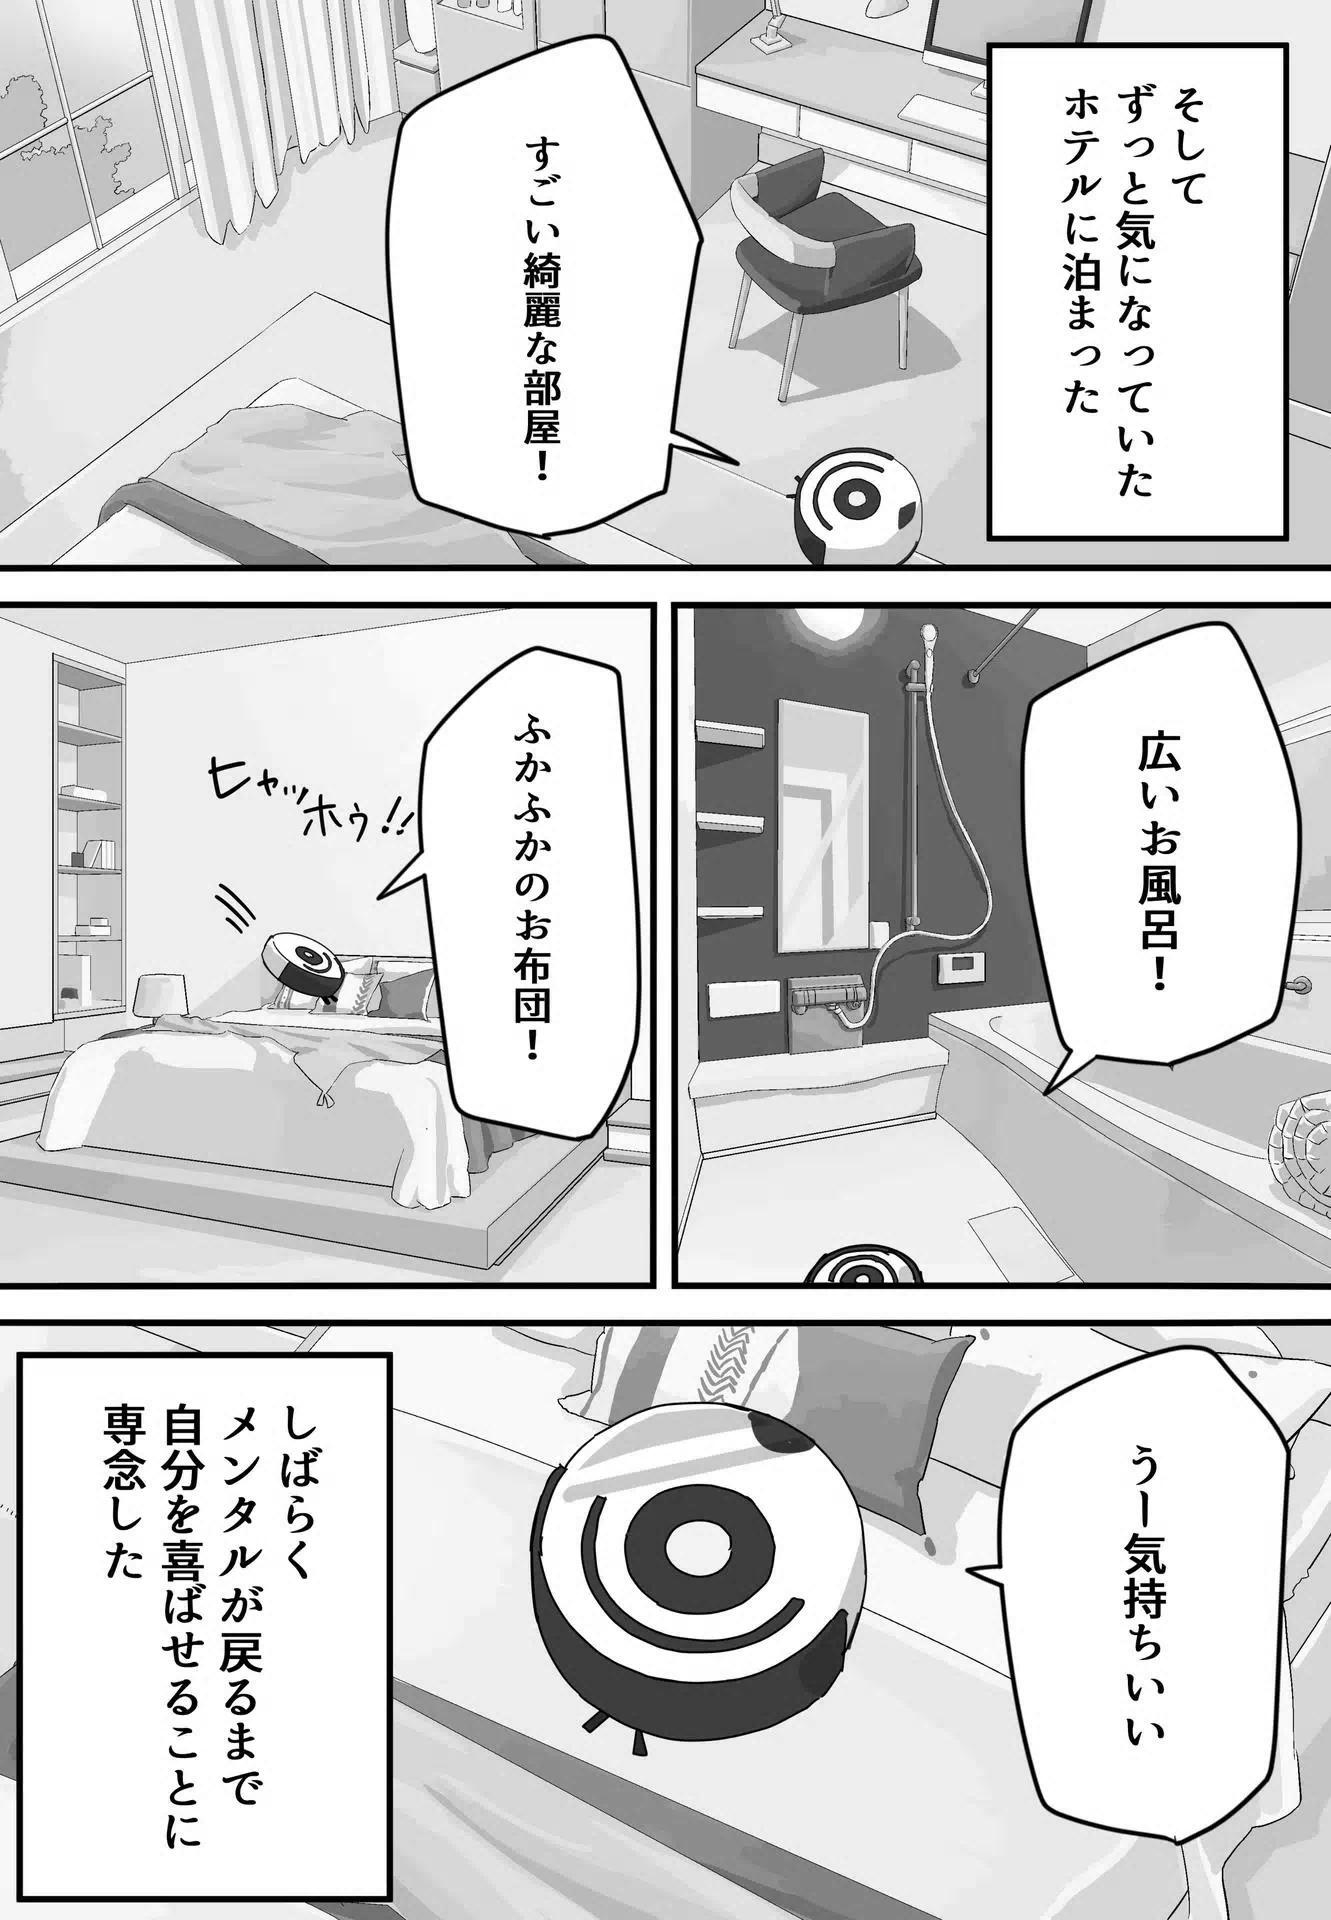 そして
ずっと気になっていた
ホテルに泊まった
すごい綺麗な部屋！
広いお風呂！
ふかふかのお布団！
ヒャッ
ホゥ!!
うー気持ちいい
しばらく
メンタルが戻るまで
自分を喜ばせることに
専念した